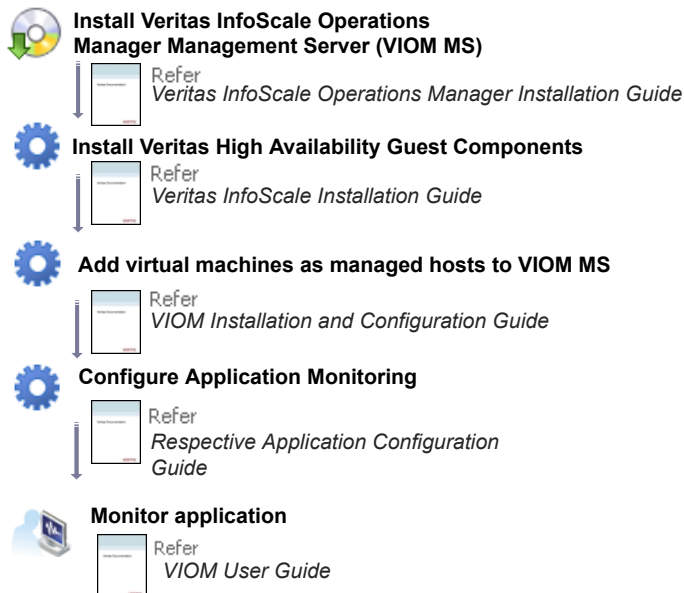 Install Veritas InfoScale Operations
Manager Management Server (VIOM MS)
Refer
Veritas InfoScale Operations Manager Installation Guide
Install Veritas High Availability Guest Components
Refer
Veritas InfoScale Installation Guide
Add virtual machines as managed hosts to VIOM MS
Refer
VIOM Installation and Configuration Guide
Configure Application Monitoring
Refer
Respective Application Configuration
Guide
Monitor application
Refer
VIOM User Guide